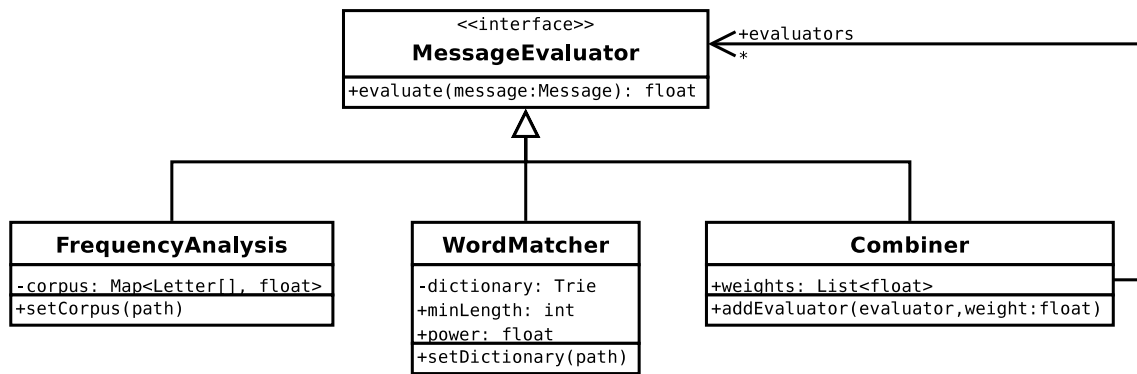 <<interface>>
MessageEvaluator
+evaluate(message:Message): float
+evaluators
*
FrequencyAnalysis
-corpus: Map<Letter[], float>
+setCorpus(path)
WordMatcher
-dictionary: Trie
+minLength: int
+power: float
+setDictionary(path)
Combiner
+weights: List<float>
+addEvaluator(evaluator,weight:float)